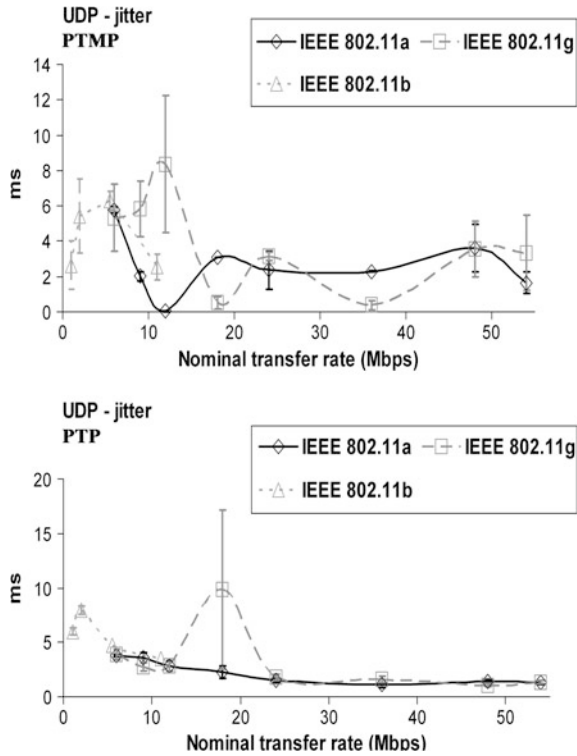 UDP - jitter
PTMP
IEEE 802.11a IEEE 802.11g
IEEE 802.11b
14
12
10
8
6
4
2
0
ms
0 10 20 30 40 50
Nominal transfer rate (Mbps)
UDP - jitter
PTP
IEEE 802.11a IEEE 802.11g
IEEE 802.11b
20
15
10
5
0
ms
0 10 20 30 40 50
Nominal transfer rate (Mbps)